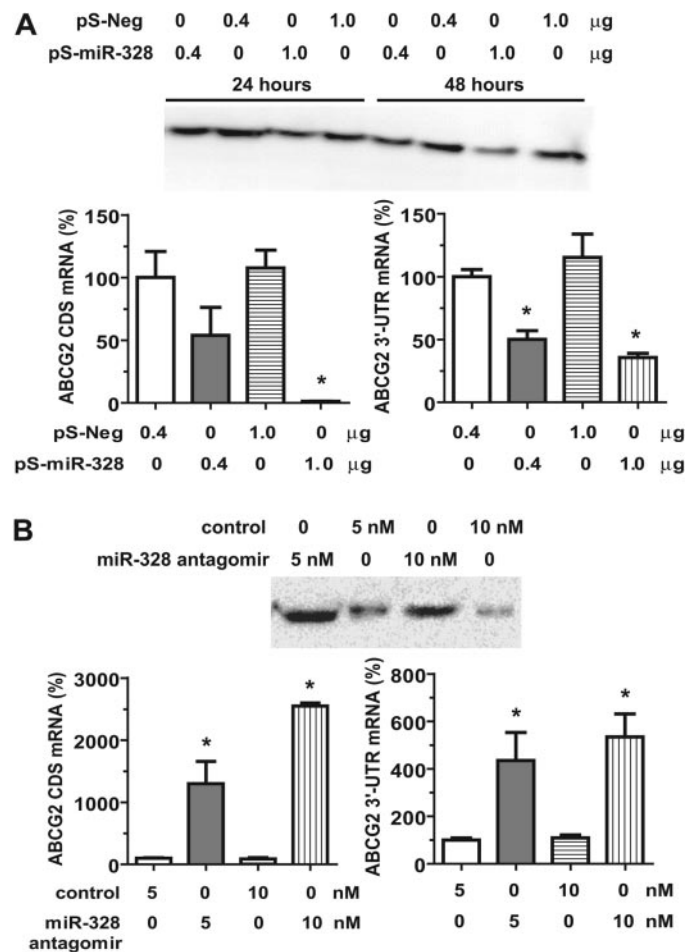 A
pS-Neg 0 0.4 0 1.0 0 0.4 0 1.0 μg
pS-miR-328 0.4 0 1.0 0 0.4 0 1.0 0 μg
24 hours 48 hours
ABCG2 CDS mRNA (%)
150
100
50
0
*
pS-Neg 0.4 0 1.0 0 μg
pS-miR-328 0 0.4 0 1.0 μg
ABCG2 3'-UTR mRNA (%)
150
100
50
0
* *
0.4 0 1.0 0 μg
0 0.4 0 1.0 μg
B
control 0 5 nM 0 10 nM
miR-328 antagomir 5 nM 0 10 nM 0
ABCG2 CDS mRNA (%)
3000
2000
1000
0
* *
control 5 0 10 0 nM
miR-328 0 5 0 10 nM
antagomir
ABCG2 3'-UTR mRNA (%)
800
600
400
200
0
* *
5 0 10 0 nM
0 5 0 10 nM